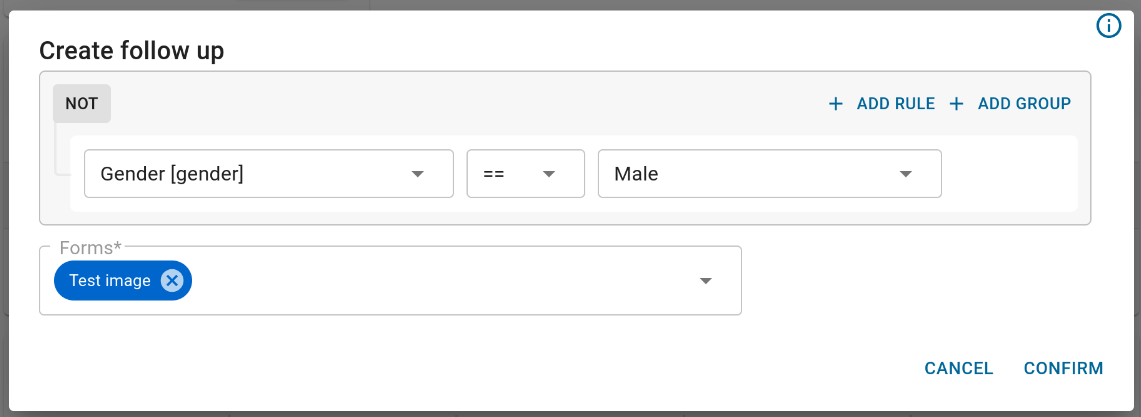 Create follow up
NOT
+ ADD RULE + ADD GROUP
Gender [gender] == Male
Forms*
Test image
CANCEL CONFIRM